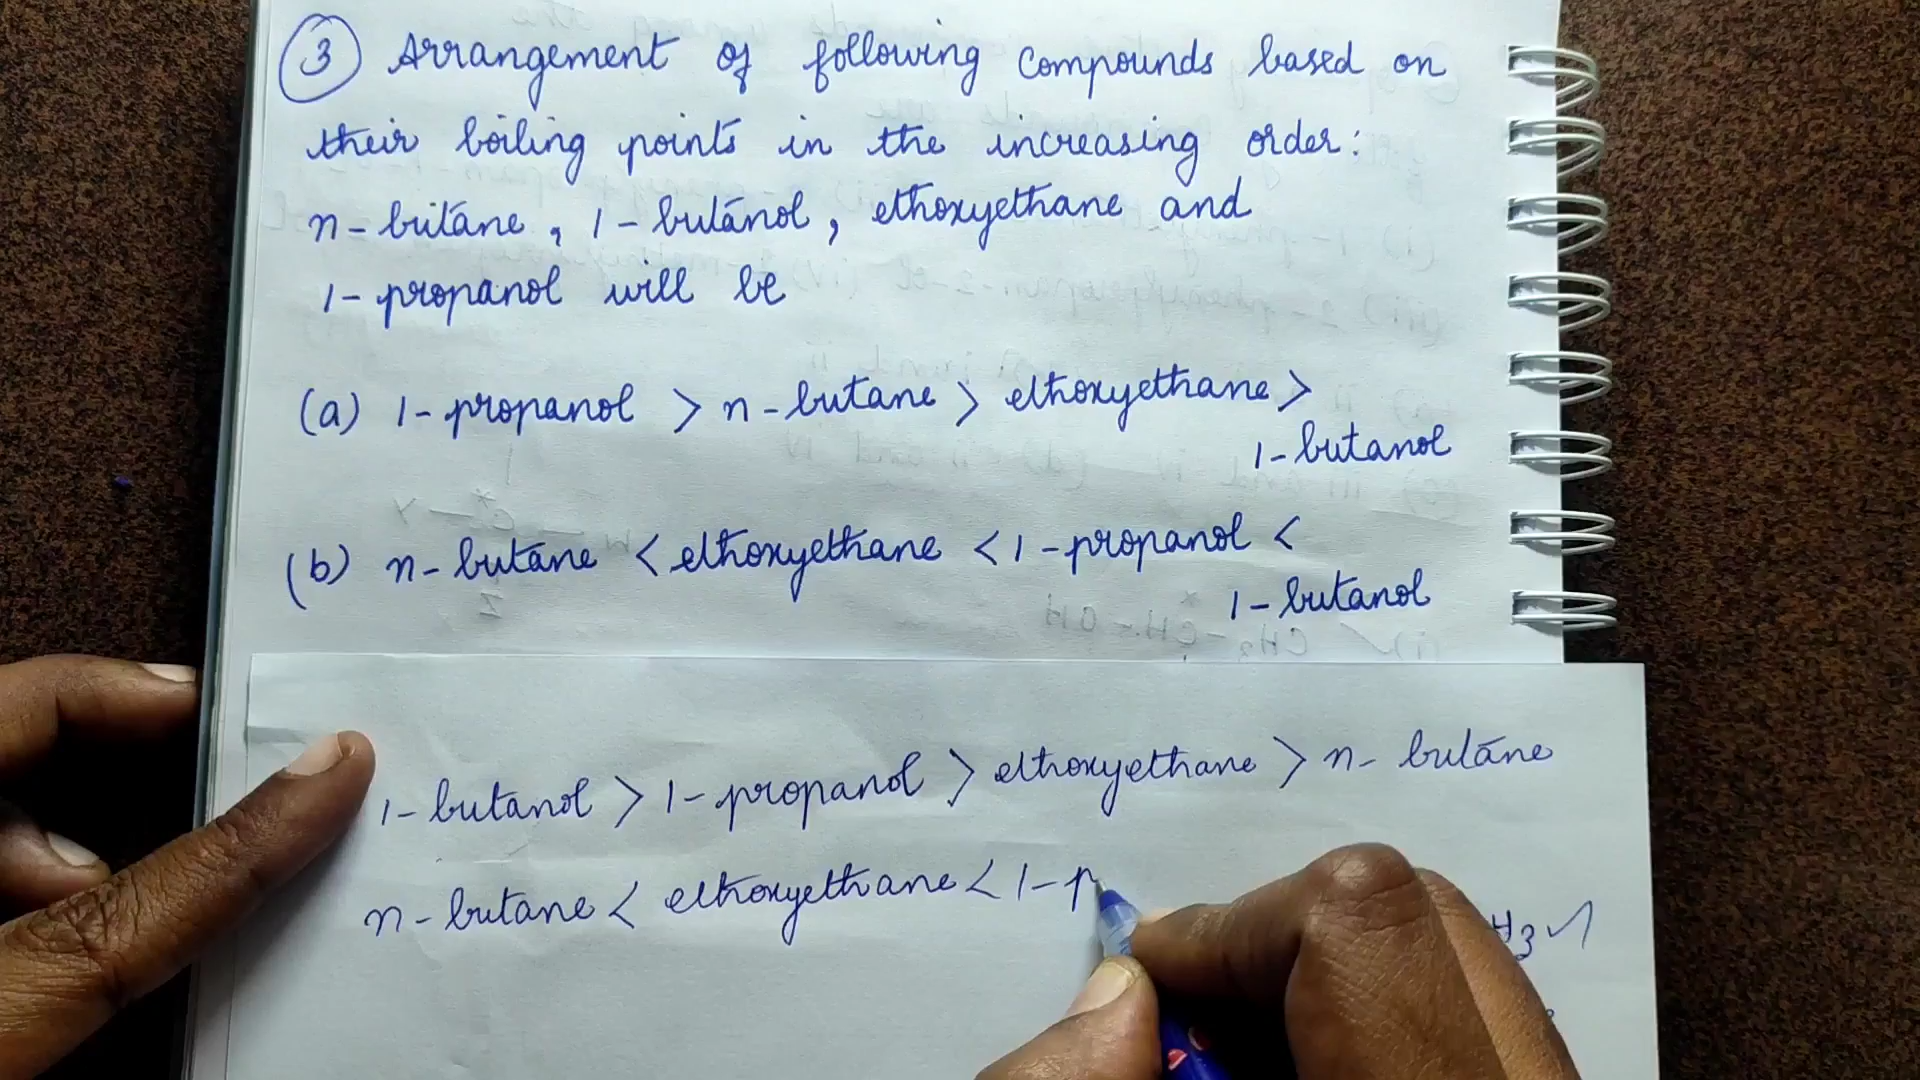 3 Arrangement of following compounds based on
their boiling points in the increasing order:
n-butane, 1-butanol, ethoxyethane and
1-propanol will be
(a) 1-propanol > n-butane > ethoxyethane >
1-butanol
(b) n-butane < ethoxyethane < 1-propanol <
1-butanol
1-butanol > 1-propanol > ethoxyethane > n-butane
n-butane < ethoxyethane < 1-p
H3